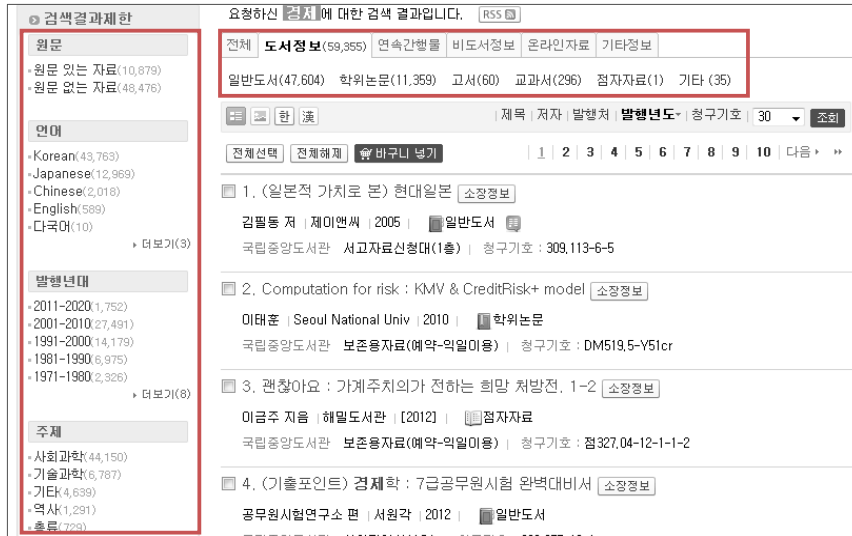 검색결과제한
원문
원문 있는 자료(10,879)
원문 없는 자료(48,476)
언어
Korean(43,763)
Japanese(12,969)
Chinese(2,018)
English(589)
다국어(10)
더보기(3)
발행년대
2011-2020(1,752)
2001-2010(27,491)
1991-2000(14,179)
1981-1990(6,975)
1971-1980(2,326)
더보기(8)
주제
사회과학(44,150)
기술과학(6,787)
기타(4,639)
역사(1,291)
총류(729)
요청하신 경제 에 대한 검색 결과입니다. RSS
전체 도서정보(59,355) 연속간행물 비도서정보 온라인자료 기타정보
일반도서(47,604) 학위논문(11,359) 고서(60) 교과서(296) 점자자료(1) 기타 (35)
한 漢 제목 저자 발행처 발행년도 청구기호 30 조회
전체선택 전체해제 바구니 넣기 1 2 3 4 5 6 7 8 9 10 다음
1. (일본적 가치로 본) 현대일본 소장정보
김필동 저 | 제이앤씨 | 2005 | 일반도서
국립중앙도서관 서고자료신청대(1층) | 청구기호 : 309.113-6-5
2. Computation for risk : KMV & CreditRisk+ model 소장정보
이태훈 | Seoul National Univ | 2010 | 학위논문
국립중앙도서관 보존용자료(예약-익일이용) | 청구기호 : DM519.5-Y51cr
3. 괜찮아요 : 가계주치의가 전하는 희망 처방전. 1-2 소장정보
이금주 지음 | 해밀도서관 | [2012] | 점자자료
국립중앙도서관 보존용자료(예약-익일이용) | 청구기호 : 점327.04-12-1-1-2
4. (기출포인트) 경제학 : 7급공무원시험 완벽대비서 소장정보
공무원시험연구소 편 | 서원각 | 2012 | 일반도서